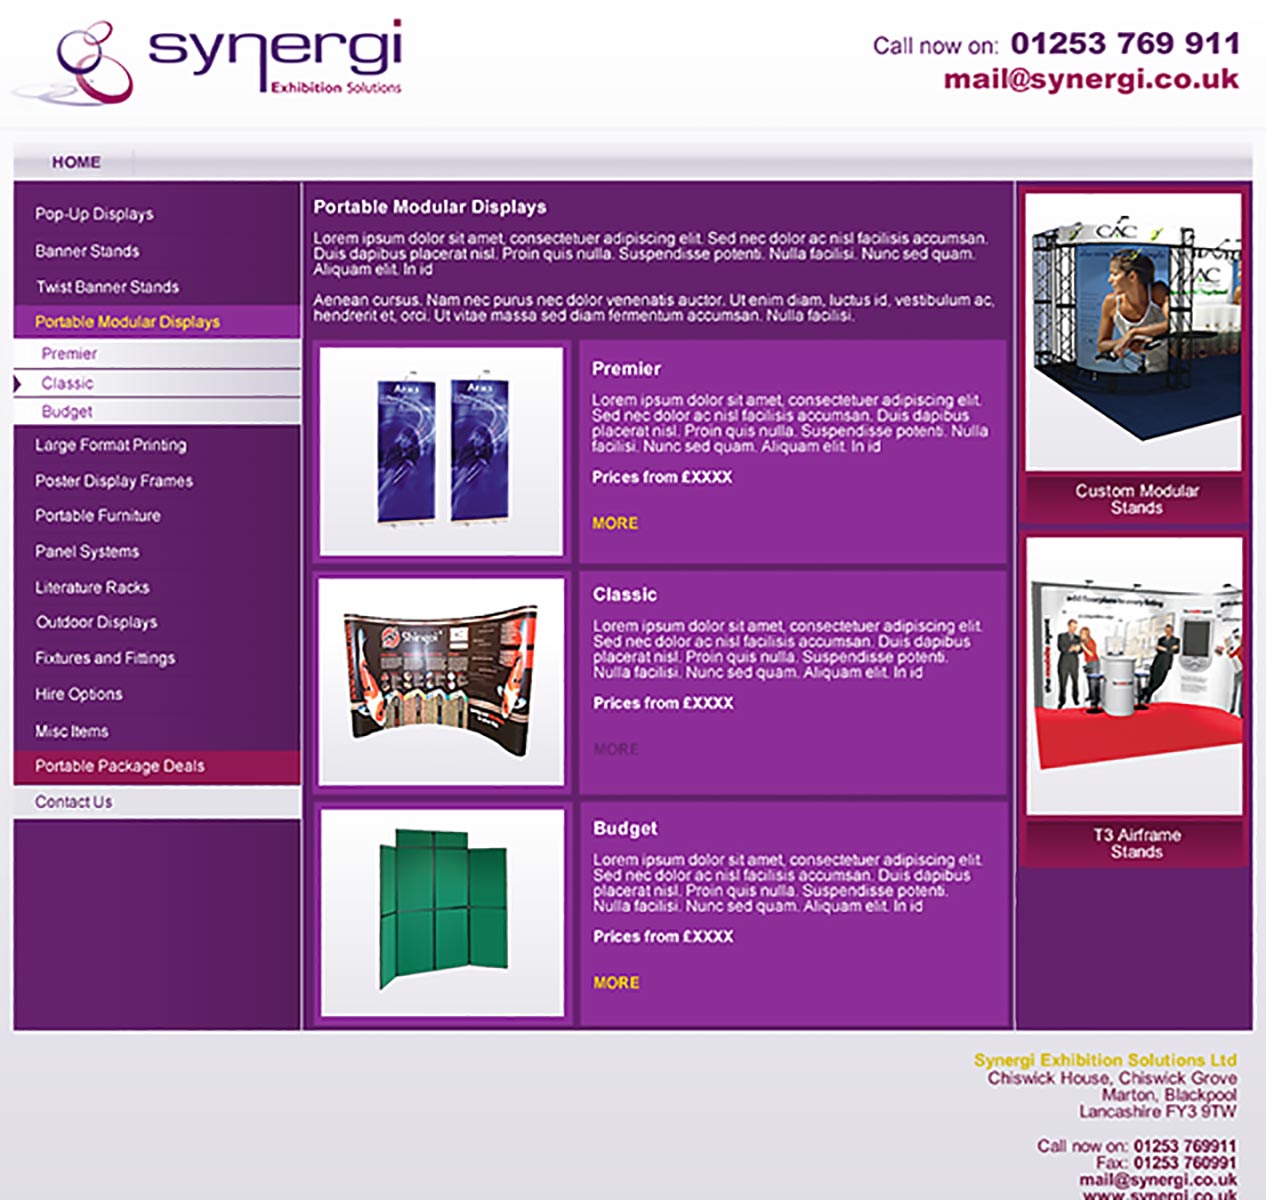 synergi
Exhibition Solutions
Call now on: 01253 769 911
mail@synergi.co.uk
HOME
Pop-Up Displays
Banner Stands
Twist Banner Stands
Portable Modular Displays
Premier
Classic
Budget
Large Format Printing
Poster Display Frames
Portable Furniture
Panel Systems
Literature Racks
Outdoor Displays
Fixtures and Fittings
Hire Options
Misc Items
Portable Package Deals
Contact Us
Portable Modular Displays
Lorem ipsum dolor sit amet, consectetuer adipiscing elit. Sed nec dolor ac nisl facilisis accumsan.
Duis dapibus placerat nisl. Proin quis nulla. Suspendisse potenti. Nulla facilisi. Nunc sed quam.
Aliquam elit. In id
Aenean cursus. Nam nec purus nec dolor venenatis auctor. Ut enim diam, luctus id, vestibulum ac,
hendrerit et, orci. Ut vitae massa sed diam fermentum accumsan. Nulla facilisi.
Premier
Lorem ipsum dolor sit amet, consectetuer adipiscing elit.
Sed nec dolor ac nisl facilisis accumsan. Duis dapibus
placerat nisl. Proin quis nulla. Suspendisse potenti. Nulla
facilisi. Nunc sed quam. Aliquam elit. In id
Prices from £XXXX
MORE
Classic
Lorem ipsum dolor sit amet, consectetuer adipiscing elit.
Sed nec dolor ac nisl facilisis accumsan. Duis dapibus
placerat nisl. Proin quis nulla. Suspendisse potenti.
Nulla facilisi. Nunc sed quam. Aliquam elit. In id
Prices from £XXXX
MORE
Shingoi
Budget
Lorem ipsum dolor sit amet, consectetuer adipiscing elit.
Sed nec dolor ac nisl facilisis accumsan. Duis dapibus
placerat nisl. Proin quis nulla. Suspendisse potenti.
Nulla facilisi. Nunc sed quam. Aliquam elit. In id
Prices from £XXXX
MORE
CAC
Custom Modular
Stands
T3 Airframe
Stands
Synergi Exhibition Solutions Ltd
Chiswick House, Chiswick Grove
Marton, Blackpool
Lancashire FY3 9TW
Call now on: 01253 769911
Fax: 01253 760991
mail@synergi.co.uk
www.synergi.co.uk